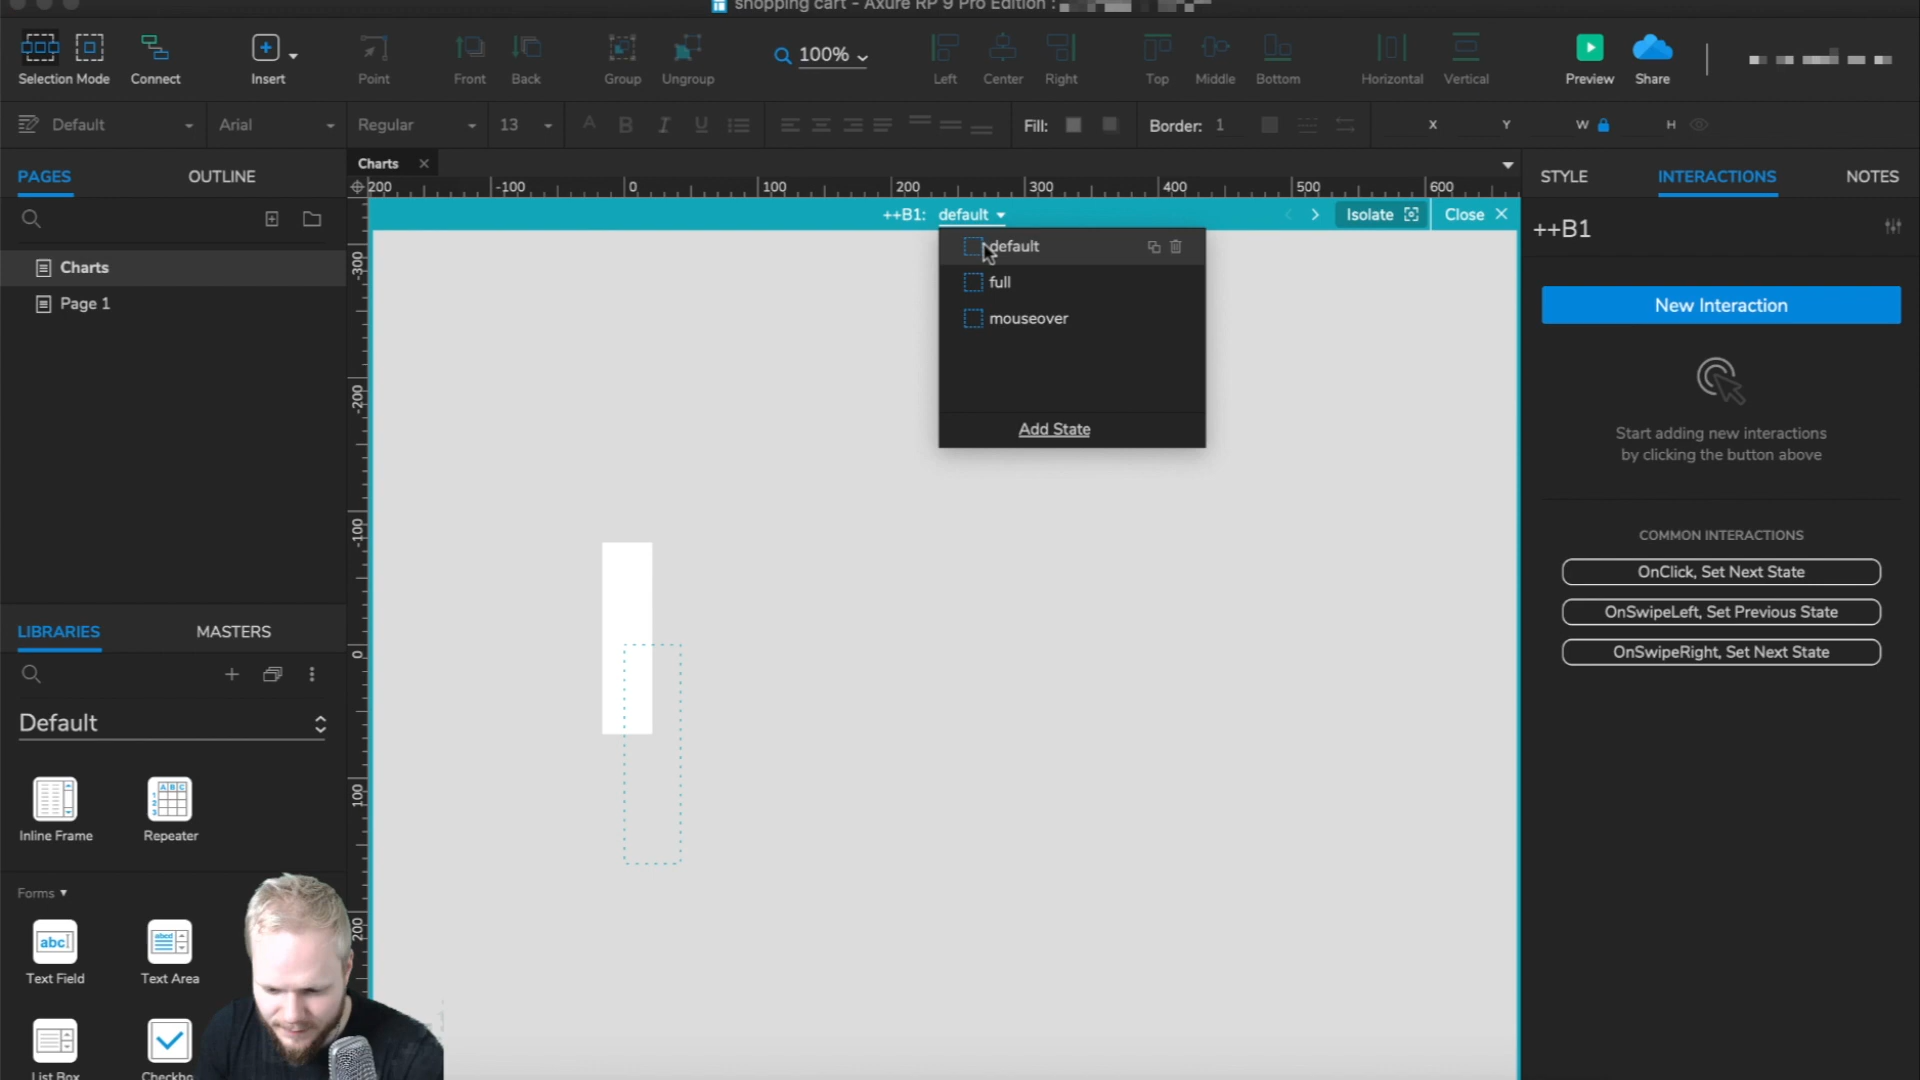 shopping cart - Axure RP 9 Pro Edition :
Selection Mode
Connect
Insert
Point
Front
Back
Group
Ungroup
100%
Left
Center
Right
Top
Middle
Bottom
Horizontal
Vertical
Preview
Share
Default
Arial
Regular
13
A
B
I
U
Fill:
Border: 1
X
Y
W
H
PAGES
OUTLINE
Charts
Page 1
Charts
200
-100
0
100
200
300
400
500
600
++B1: default
Isolate
Close
default
full
mouseover
Add State
-300
-200
-100
0
100
200
STYLE
INTERACTIONS
NOTES
++B1
New Interaction
Start adding new interactions
by clicking the button above
COMMON INTERACTIONS
OnClick, Set Next State
OnSwipeLeft, Set Previous State
OnSwipeRight, Set Next State
LIBRARIES
MASTERS
Default
Inline Frame
Repeater
Forms
Text Field
Text Area
List Box